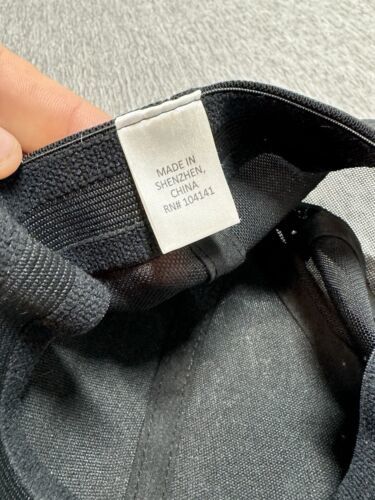 MADE IN
SHENZHEN,
CHINA
RN# 104141